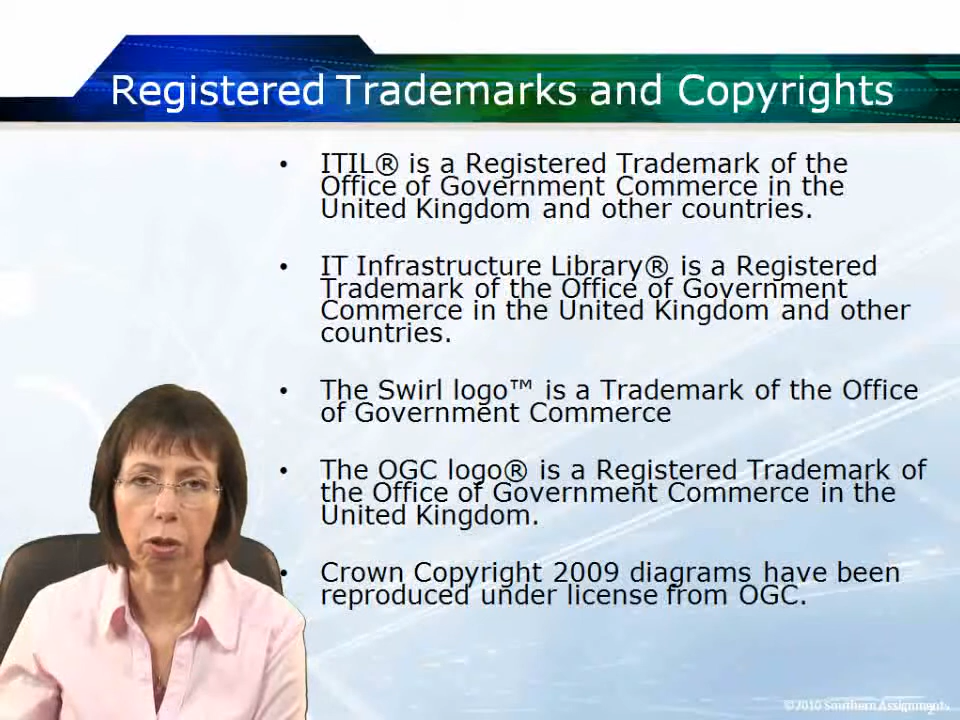 Registered Trademarks and Copyrights
• ITIL® is a Registered Trademark of the
Office of Government Commerce in the
United Kingdom and other countries.
• IT Infrastructure Library® is a Registered
Trademark of the Office of Government
Commerce in the United Kingdom and other
countries.
• The Swirl logo™ is a Trademark of the Office
of Government Commerce
• The OGC logo® is a Registered Trademark of
the Office of Government Commerce in the
United Kingdom.
• Crown Copyright 2009 diagrams have been
reproduced under license from OGC.
©2010 Southern Assignments
2